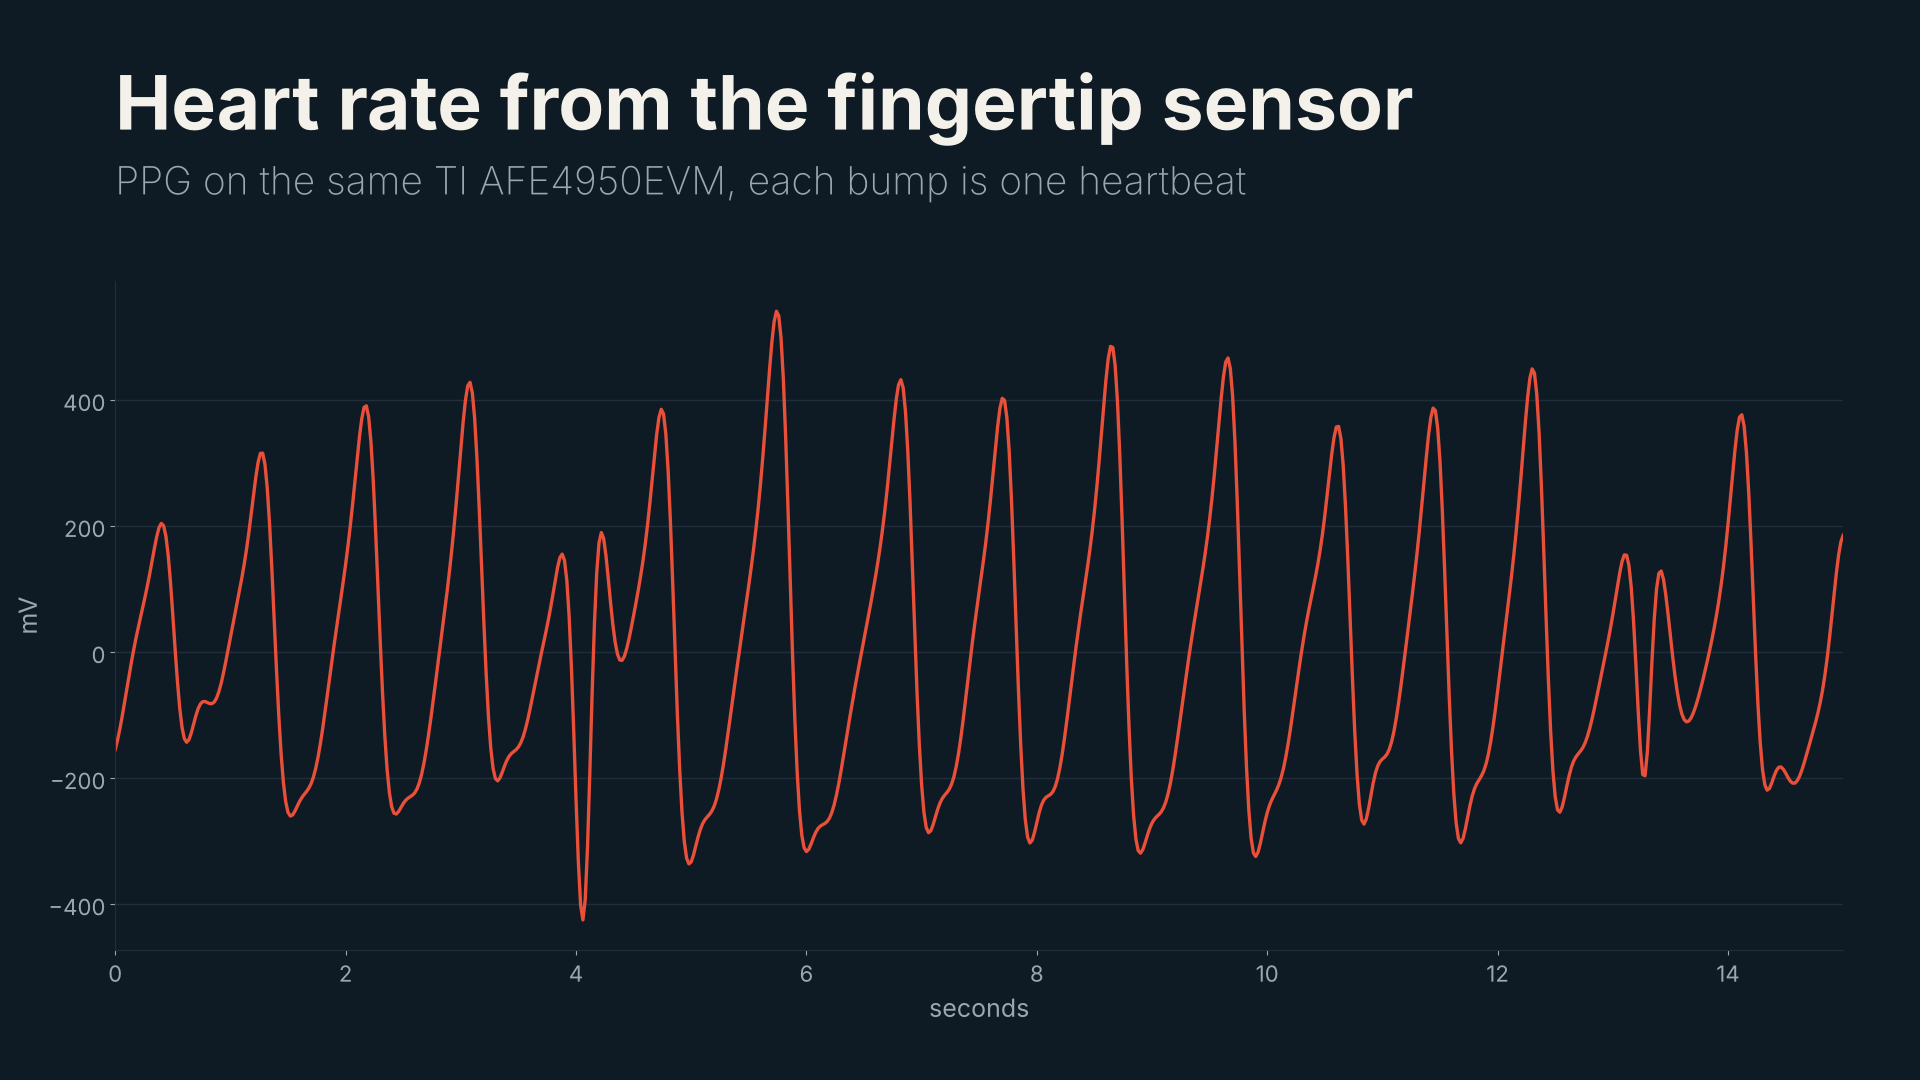 Heart rate from the fingertip sensor
PPG on the same TI AFE4950EVM, each bump is one heartbeat
400
200
0
−200
−400
mV
0 2 4 6 8 10 12 14
seconds